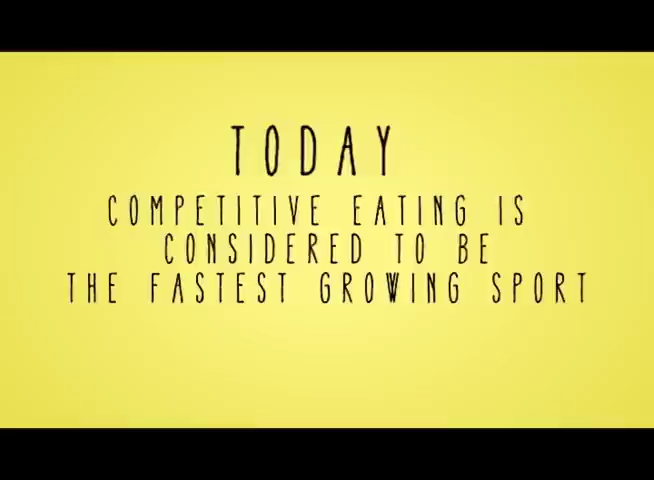 TODAY
COMPETITIVE EATING IS
CONSIDERED TO BE
THE FASTEST GROWING SPORT